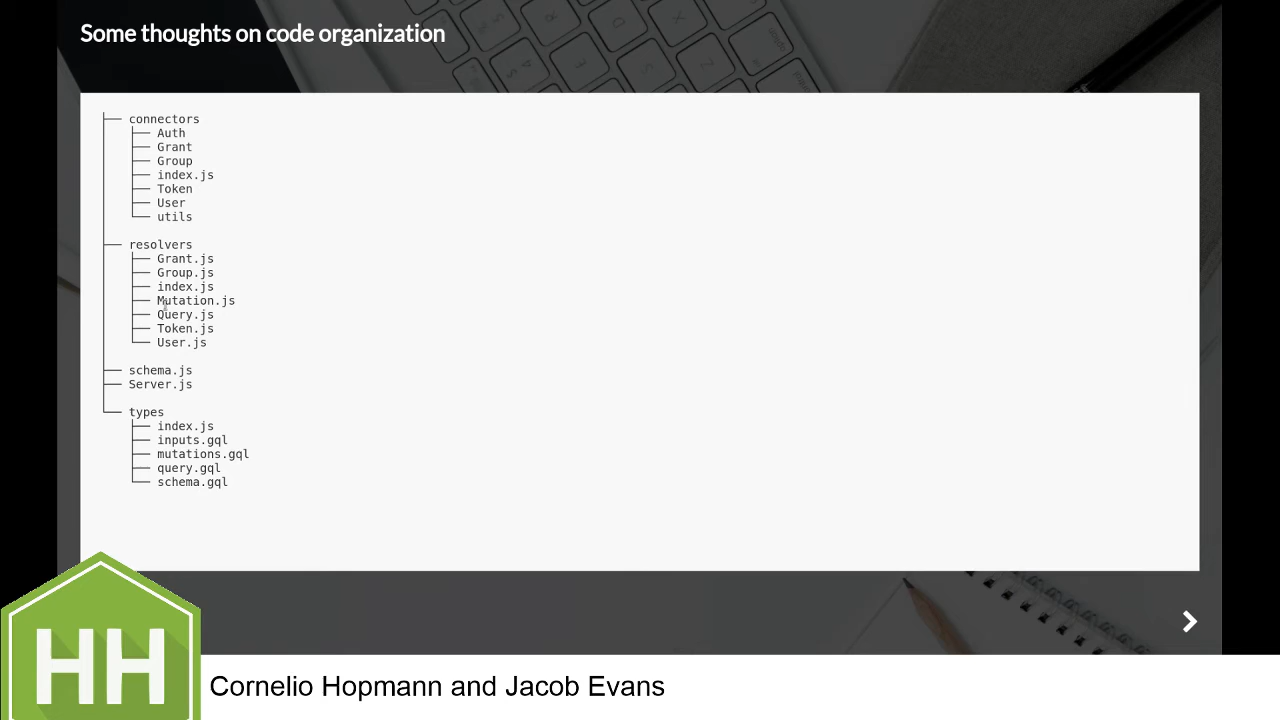 Some thoughts on code organization
├── connectors
│   ├── Auth
│   ├── Grant
│   ├── Group
│   ├── index.js
│   ├── Token
│   ├── User
│   └── utils
├── resolvers
│   ├── Grant.js
│   ├── Group.js
│   ├── index.js
│   ├── Mutation.js
│   ├── Query.js
│   ├── Token.js
│   └── User.js
├── schema.js
├── Server.js
└── types
    ├── index.js
    ├── inputs.gql
    ├── mutations.gql
    ├── query.gql
    └── schema.gql
HH
Cornelio Hopmann and Jacob Evans